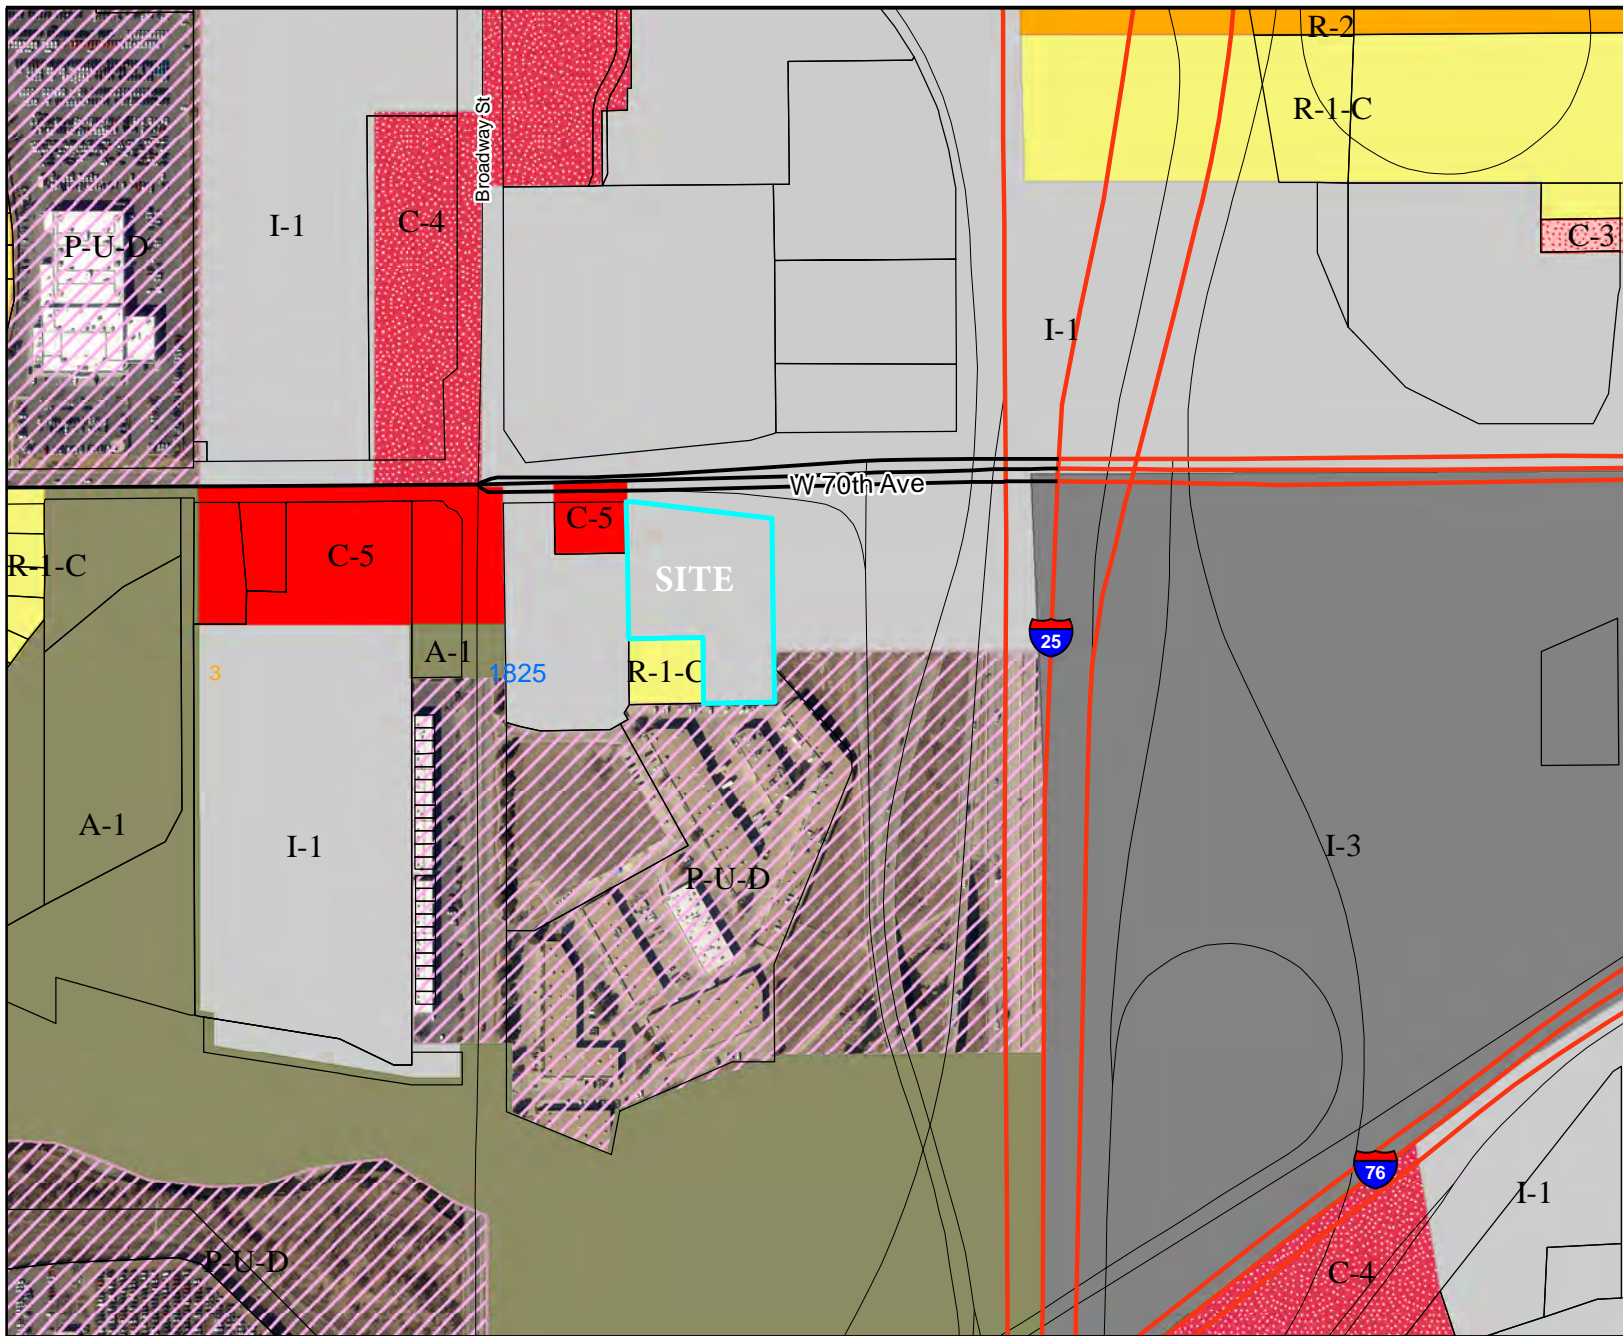 R-2
R-1-C
Broadway St
I-1
C-4
P-U-D
C-3
I-1
W 70th Ave
C-5
C-5
R-1-C
SITE
25
A-1
3
1825
R-1-C
A-1
I-1
I-3
P-U-D
76
I-1
P-U-D
C-4